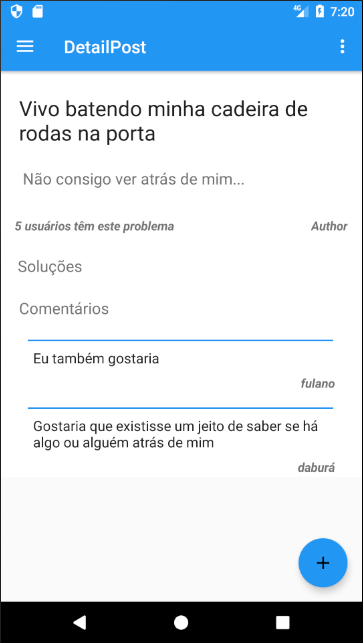 4G 7:20
DetailPost
Vivo batendo minha cadeira de
rodas na porta
Não consigo ver atrás de mim...
5 usuários têm este problema Author
Soluções
Comentários
Eu também gostaria
fulano
Gostaria que existisse um jeito de saber se há
algo ou alguém atrás de mim
daburá
+